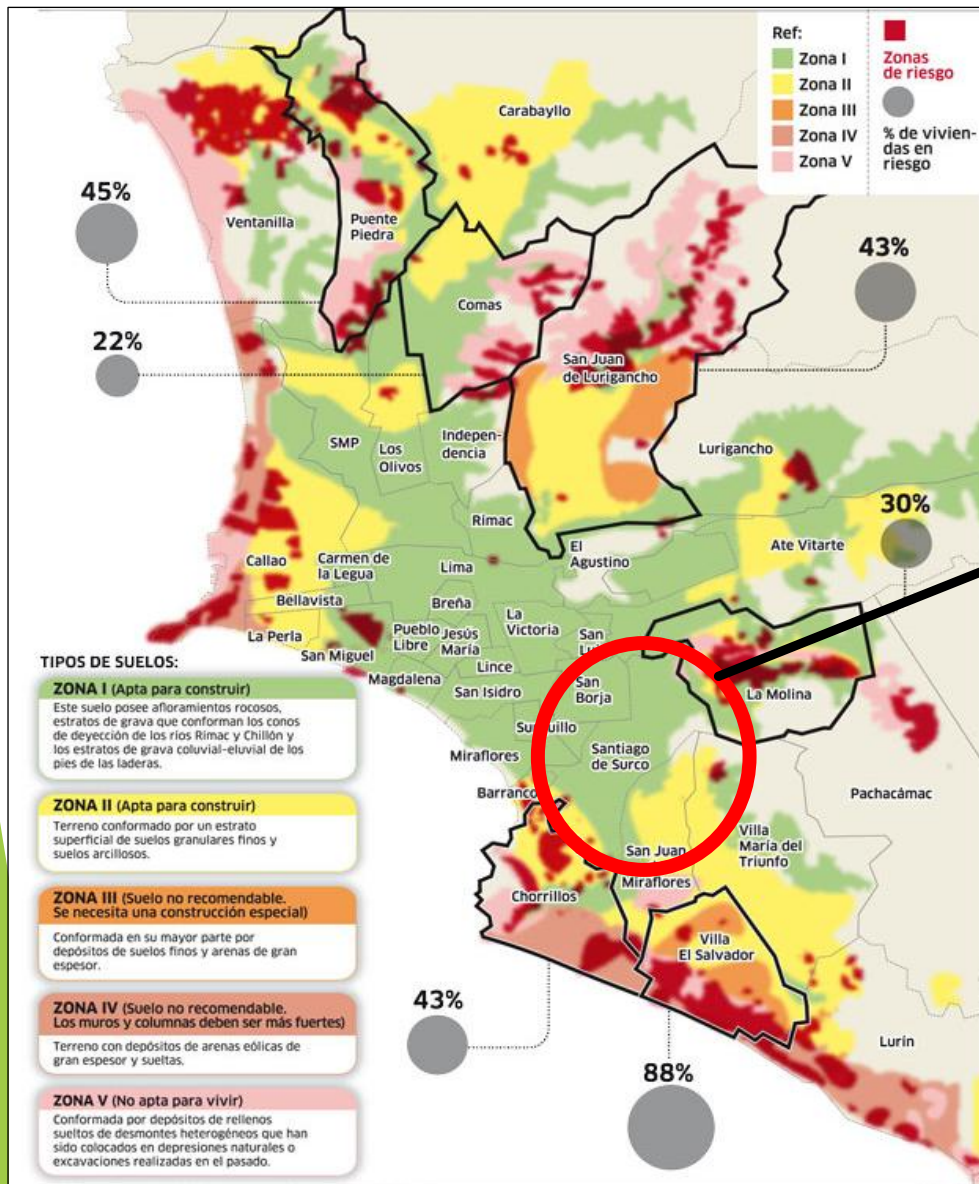 Ref:
Zona I
Zona II
Zona III
Zona IV
Zona V
Zonas
de riesgo
% de vivien-
das en
riesgo
Carabayllo
45%
Ventanilla
Puente
Piedra
43%
Comas
22%
San Juan
de Lurigancho
SMP
Los
Olivos
Indepen-
dencia
Lurigancho
Rimac
30%
El
Agustino
Ate Vitarte
Callao
Carmen de
la Legua
Lima
Bellavista
Breña
La
Victoria
La Perla
Pueblo
Libre
Jesús
María
San
San Miguel
Lince
Magdalena
San
Borja
La Molina
San Isidro
Miraflores
Santiago
de Surco
Barranco
Pachacámac
Villa
María del
Triunfo
San Juan
Miraflores
Chorrillos
Villa
El Salvador
43%
88%
Lurín
TIPOS DE SUELOS:
ZONA I (Apta para construir)
Este suelo posee afloramientos rocosos,
estratos de grava que conforman los conos
de deyección de los ríos Rimac y Chillón y
los estratos de grava coluvial-eluvial de los
pies de las laderas.
ZONA II (Apta para construir)
Terreno conformado por un estrato
superficial de suelos granulares finos y
suelos arcillosos.
ZONA III (Suelo no recomendable.
Se necesita una construcción especial)
Conformada en su mayor parte por
depósitos de suelos finos y arenas de gran
espesor.
ZONA IV (Suelo no recomendable.
Los muros y columnas deben ser más fuertes)
Terreno con depósitos de arenas eólicas de
gran espesor y sueltas.
ZONA V (No apta para vivir)
Conformada por depósitos de rellenos
sueltos de desmontes heterogéneos que han
sido colocados en depresiones naturales o
excavaciones realizadas en el pasado.